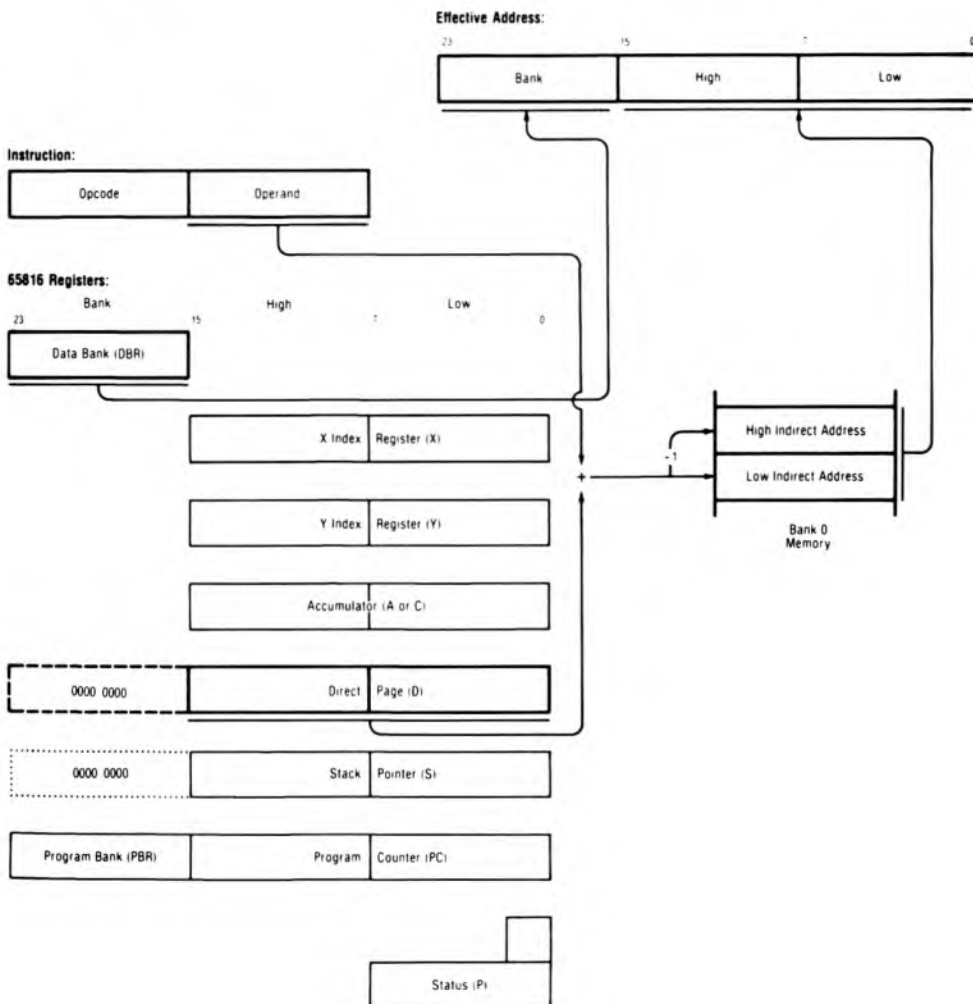 Effective Address:
23 15 7 0
Bank High Low
Instruction:
Opcode Operand
65816 Registers:
Bank High Low
23 15 7 0
Data Bank (DBR)
X Index Register (X)
High Indirect Address
-1
+
Low Indirect Address
Y Index Register (Y)
Bank 0
Memory
Accumulator (A or C)
0000 0000 Direct Page (D)
0000 0000 Stack Pointer (S)
Program Bank (PBR) Program Counter (PC)
Status (P)